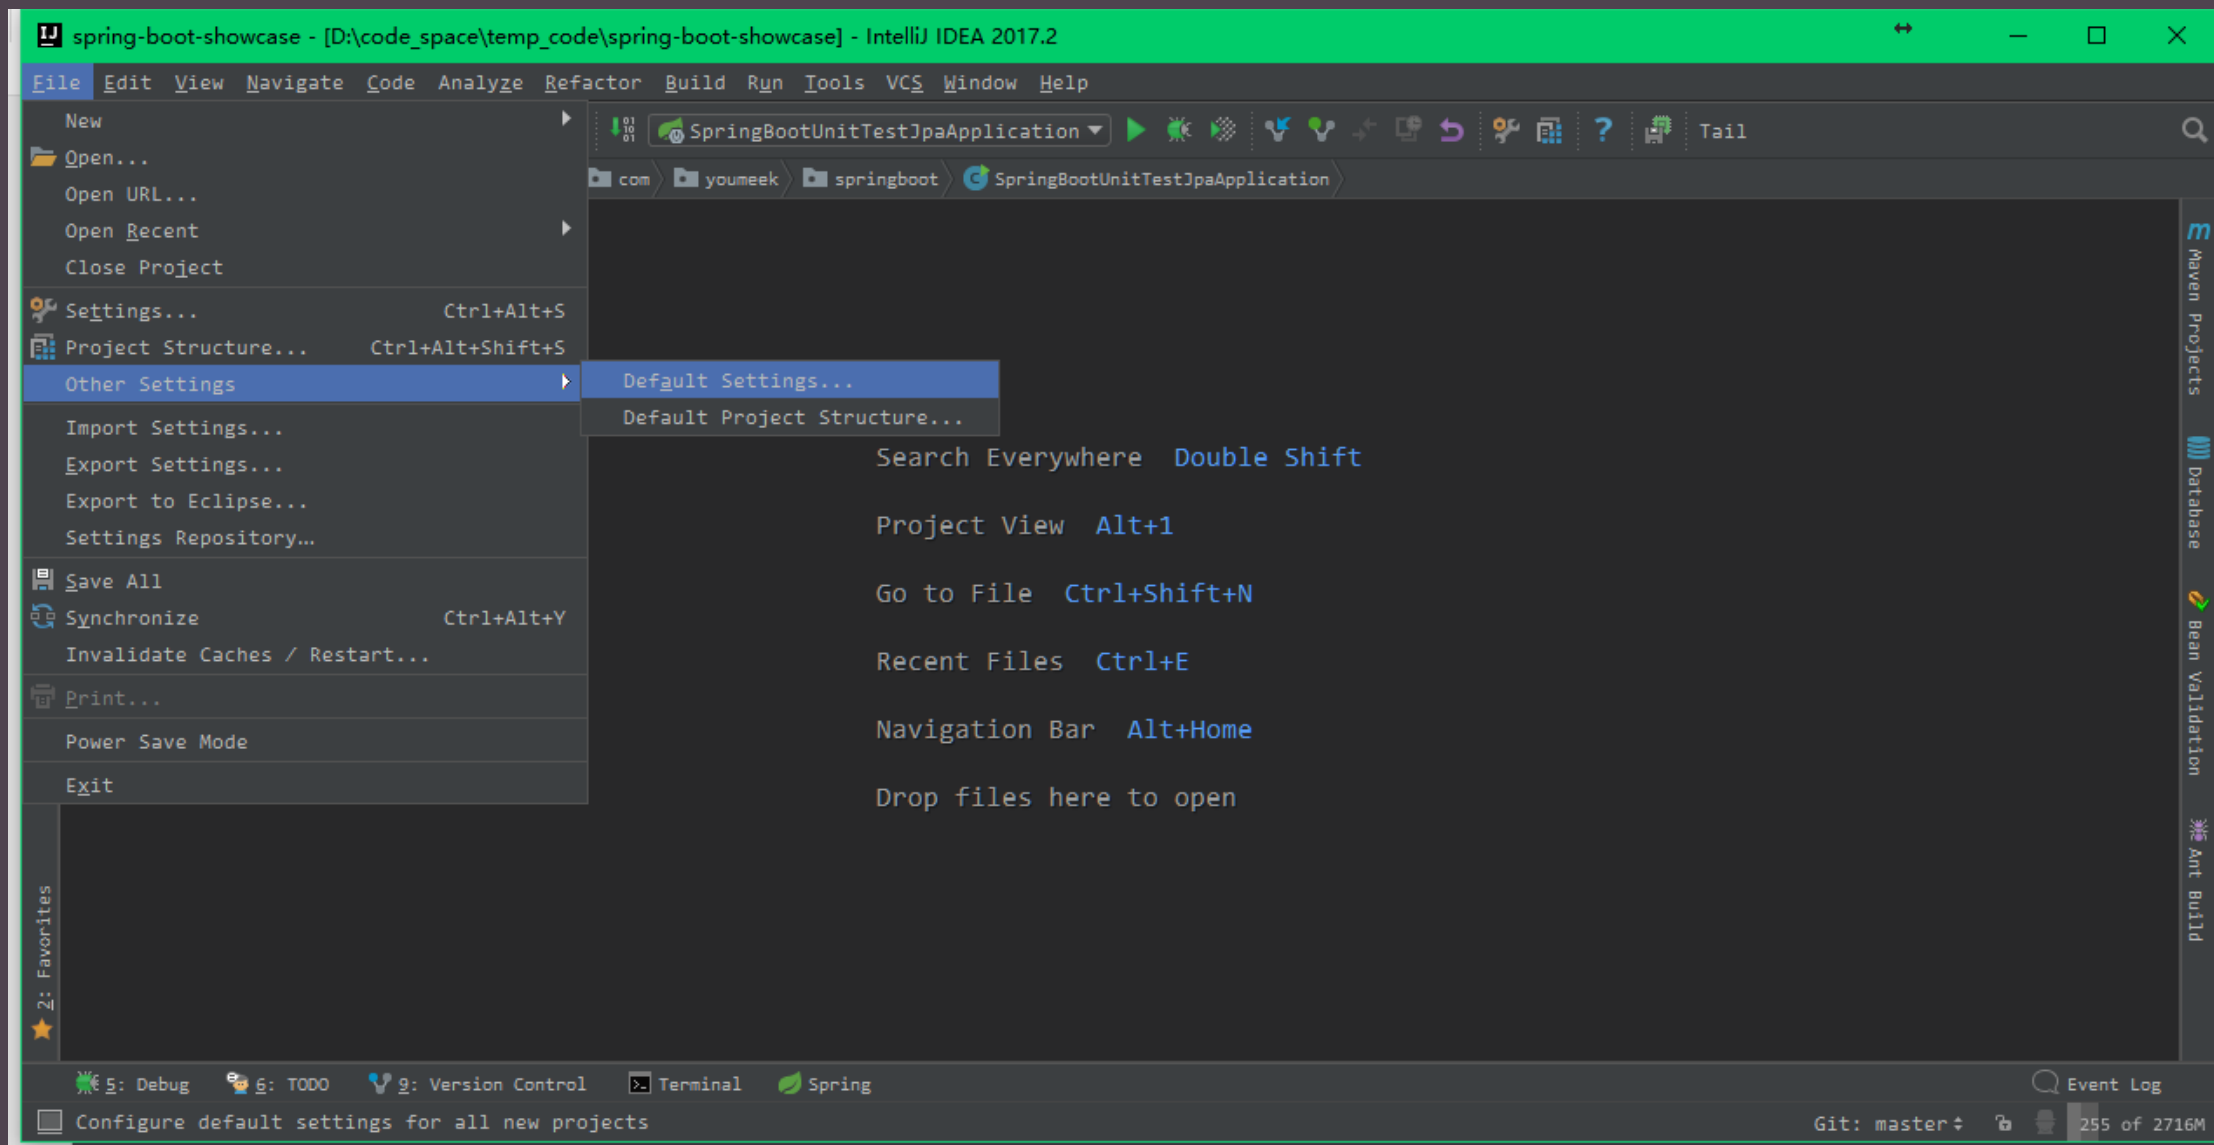 spring-boot-showcase - [D:\code_space\temp_code\spring-boot-showcase] - IntelliJ IDEA 2017.2
File Edit View Navigate Code Analyze Refactor Build Run Tools VCS Window Help
SpringBootUnitTestJpaApplication
Tail
com youmeek springboot SpringBootUnitTestJpaApplication
New
Open...
Open URL...
Open Recent
Close Project
Settings... Ctrl+Alt+S
Project Structure... Ctrl+Alt+Shift+S
Other Settings
Default Settings...
Default Project Structure...
Import Settings...
Export Settings...
Export to Eclipse...
Settings Repository...
Save All
Synchronize Ctrl+Alt+Y
Invalidate Caches / Restart...
Print...
Power Save Mode
Exit
Search Everywhere Double Shift
Project View Alt+1
Go to File Ctrl+Shift+N
Recent Files Ctrl+E
Navigation Bar Alt+Home
Drop files here to open
Maven Projects
Database
Bean Validation
Ant Build
2: Favorites
5: Debug 6: TODO 9: Version Control Terminal Spring Event Log
Configure default settings for all new projects Git: master 255 of 2716M